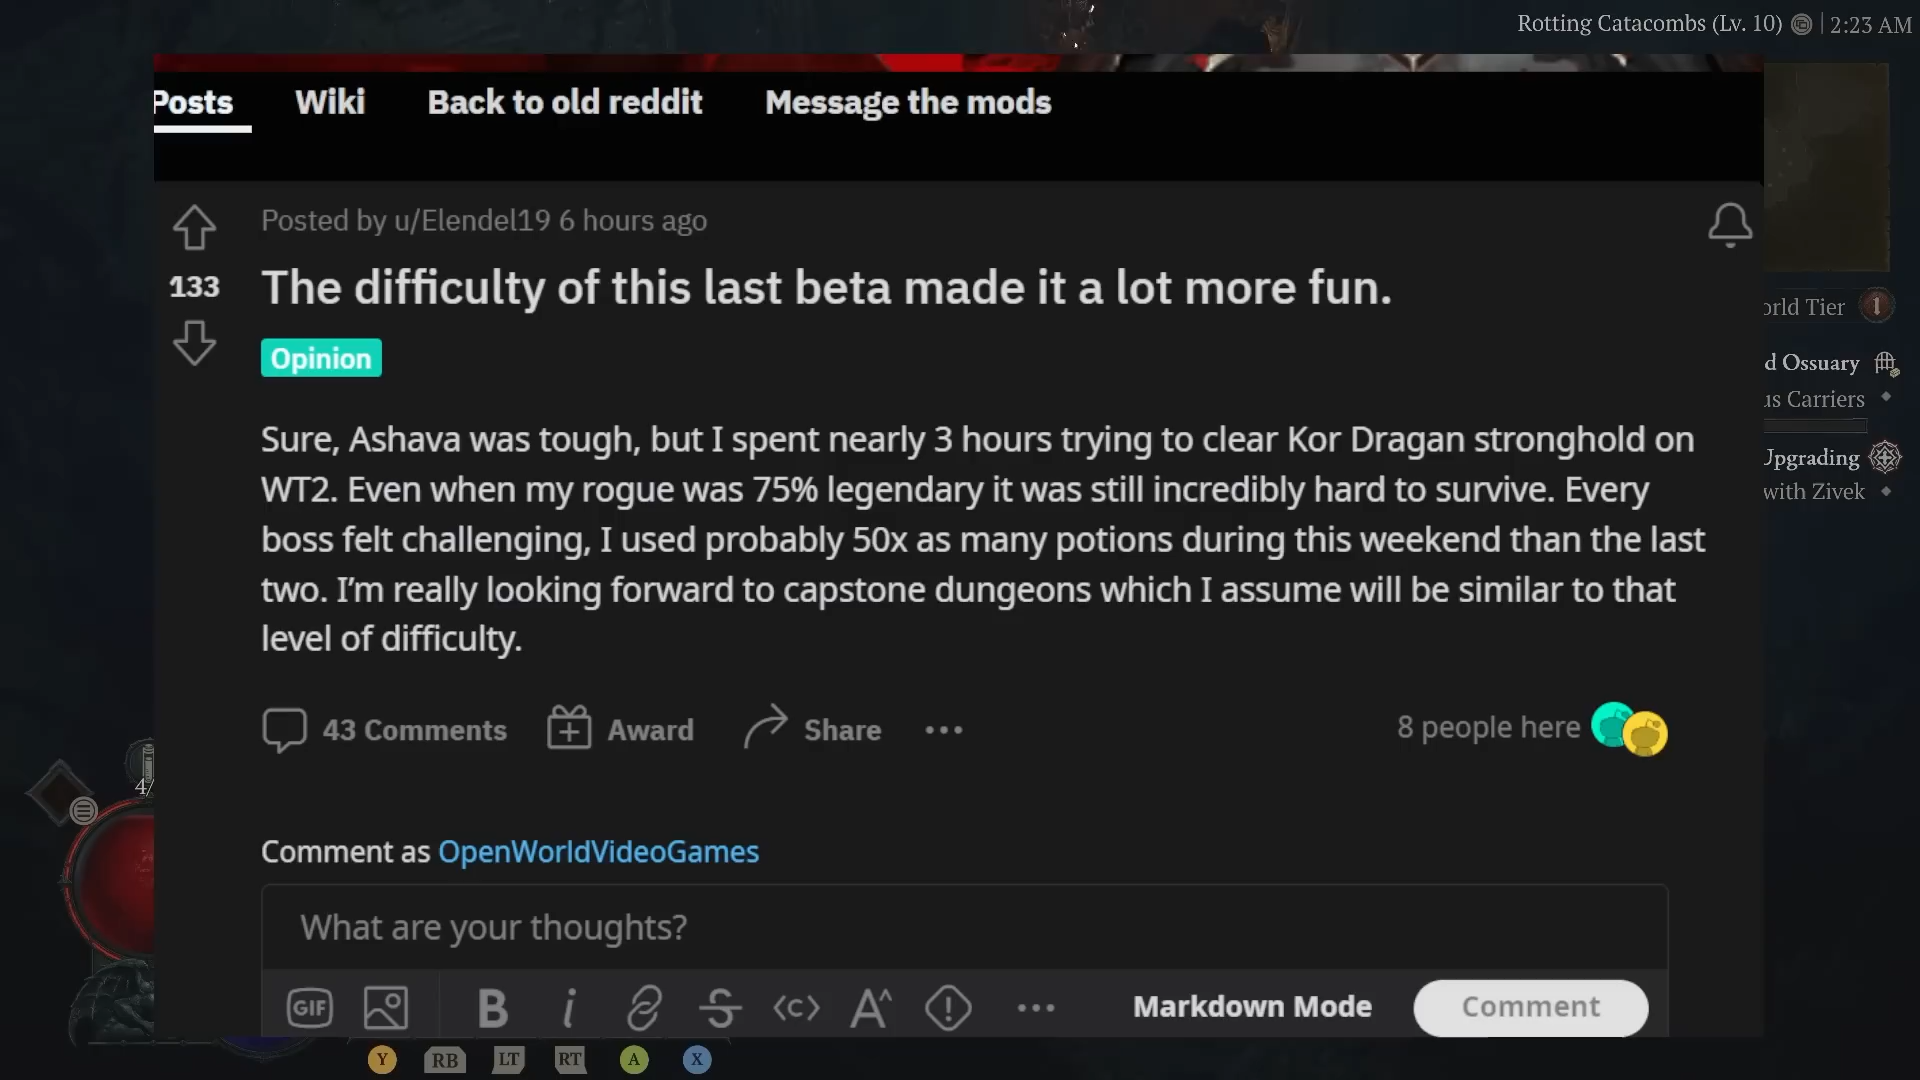 Rotting Catacombs (Lv. 10) 2:23 AM
Posts Wiki Back to old reddit Message the mods
Posted by u/Elendel19 6 hours ago
133
The difficulty of this last beta made it a lot more fun.
Opinion
Sure, Ashava was tough, but I spent nearly 3 hours trying to clear Kor Dragan stronghold on
WT2. Even when my rogue was 75% legendary it was still incredibly hard to survive. Every
boss felt challenging, I used probably 50x as many potions during this weekend than the last
two. I’m really looking forward to capstone dungeons which I assume will be similar to that
level of difficulty.
43 Comments Award Share
8 people here
Comment as OpenWorldVideoGames
What are your thoughts?
GIF B i <c> A^ Markdown Mode Comment
orld Tier 1
d Ossuary
us Carriers
Upgrading
with Zivek
4/
Y RB LT RT A X